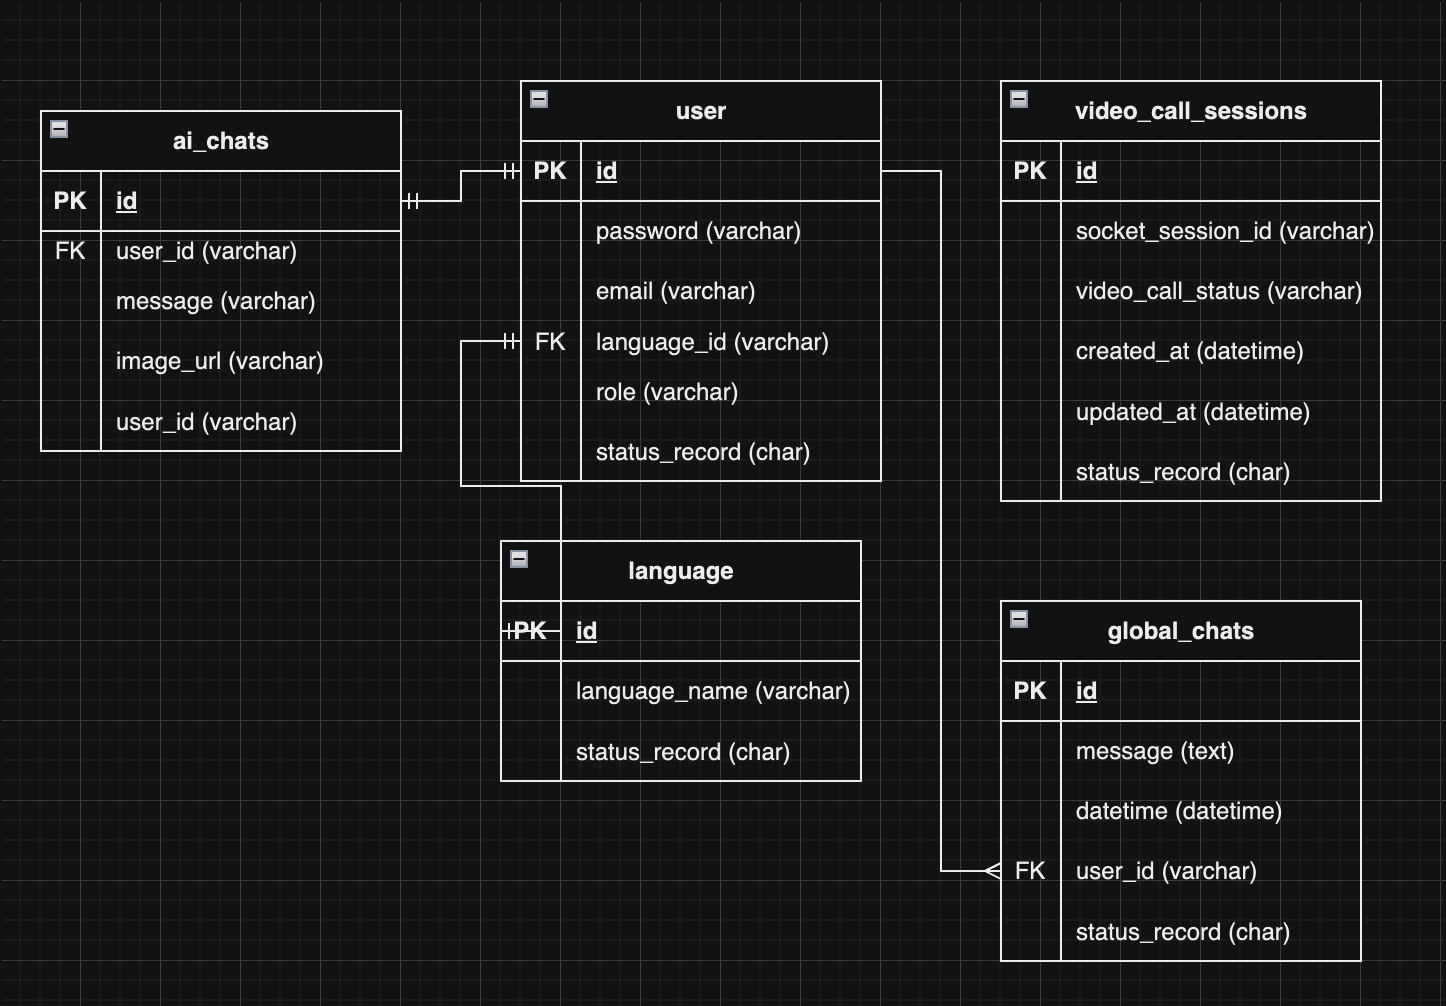 ai_chats
PK id
FK user_id (varchar)
message (varchar)
image_url (varchar)
user_id (varchar)
user
PK id
password (varchar)
email (varchar)
FK language_id (varchar)
role (varchar)
status_record (char)
video_call_sessions
PK id
socket_session_id (varchar)
video_call_status (varchar)
created_at (datetime)
updated_at (datetime)
status_record (char)
language
PK id
language_name (varchar)
status_record (char)
global_chats
PK id
message (text)
datetime (datetime)
FK user_id (varchar)
status_record (char)